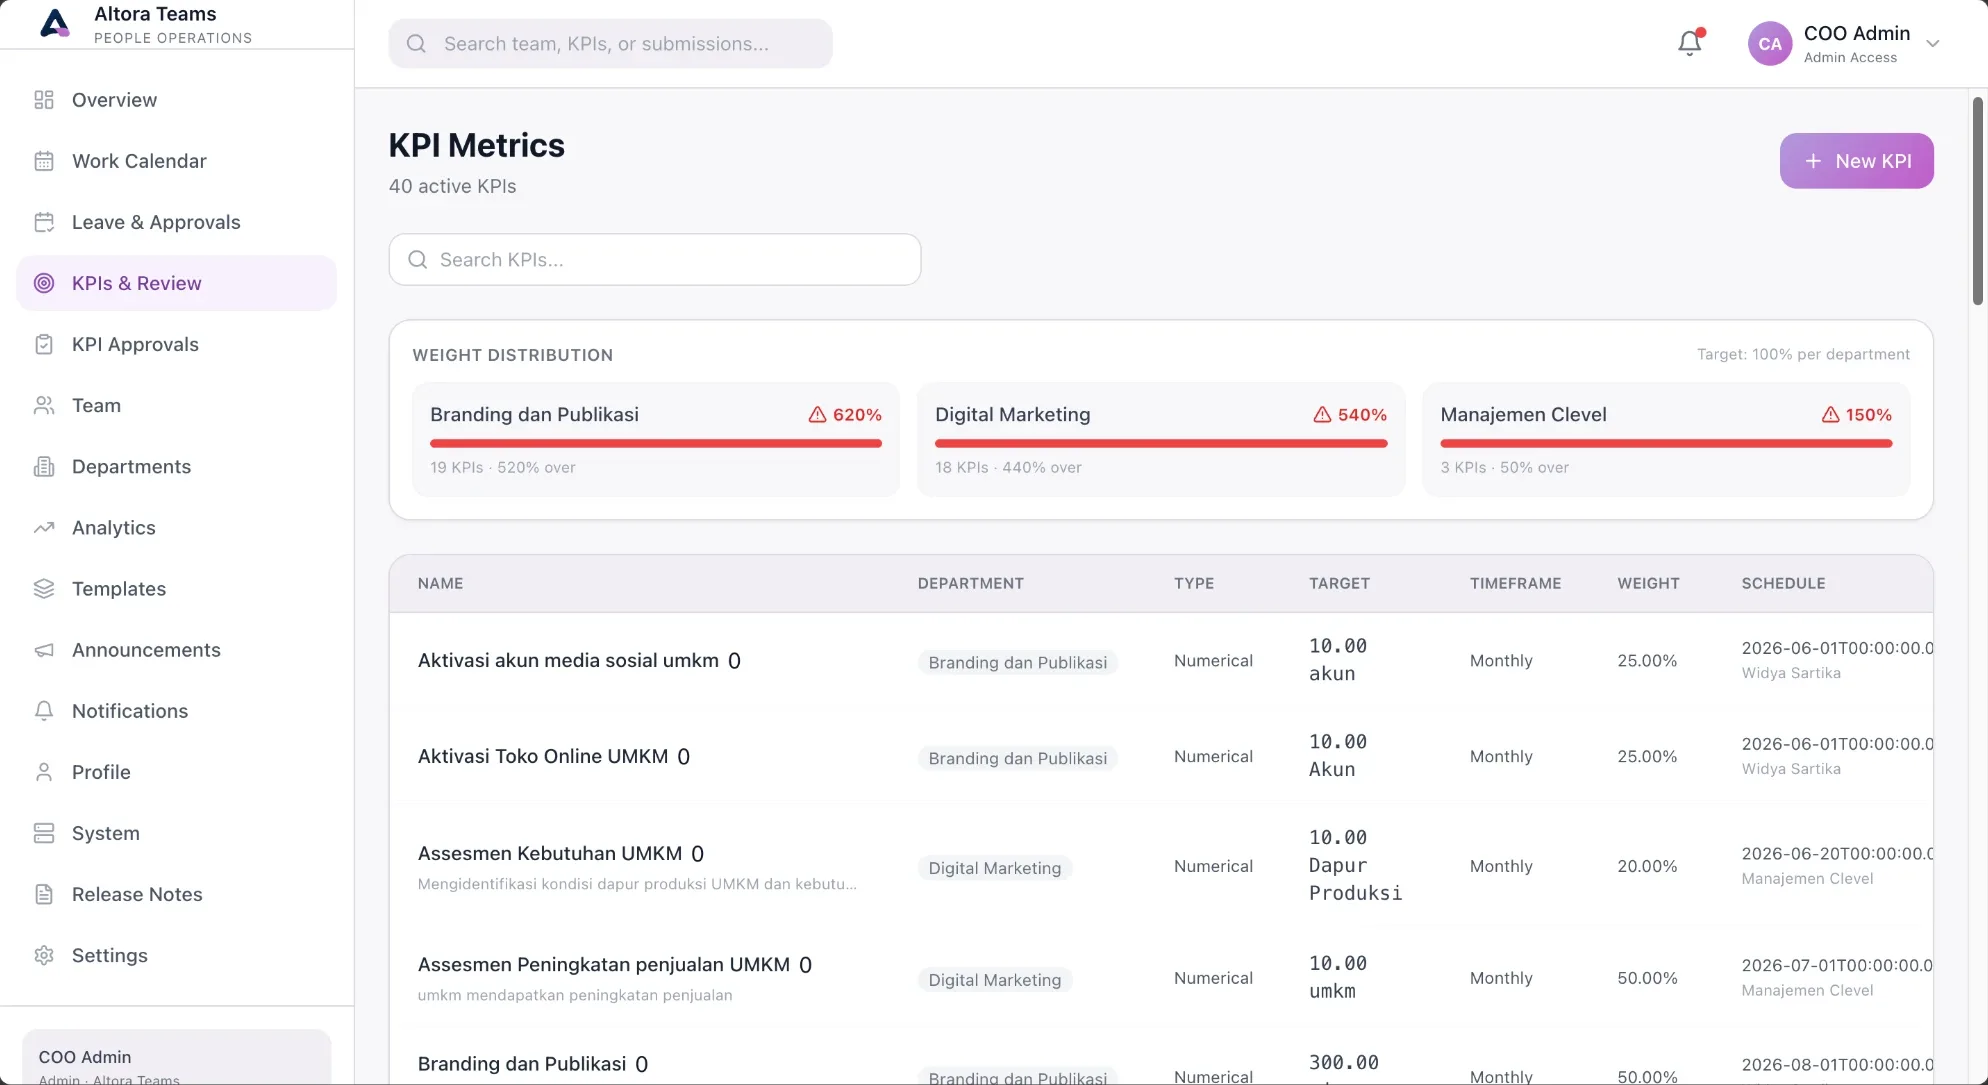 Altora Teams
PEOPLE OPERATIONS
Overview
Work Calendar
Leave & Approvals
KPIs & Review
KPI Approvals
Team
Departments
Analytics
Templates
Announcements
Notifications
Profile
System
Release Notes
Settings
COO Admin
Admin · Altora Teams
Search team, KPIs, or submissions...
CA
COO Admin
Admin Access
KPI Metrics
40 active KPIs
+ New KPI
Search KPIs...
WEIGHT DISTRIBUTION
Target: 100% per department
Branding dan Publikasi 620%
19 KPIs · 520% over
Digital Marketing 540%
18 KPIs · 440% over
Manajemen Clevel 150%
3 KPIs · 50% over
NAME DEPARTMENT TYPE TARGET TIMEFRAME WEIGHT SCHEDULE
Aktivasi akun media sosial umkm 0
Branding dan Publikasi
Numerical
10.00
akun
Monthly
25.00%
2026-06-01T00:00:00.0
Widya Sartika
Aktivasi Toko Online UMKM 0
Branding dan Publikasi
Numerical
10.00
Akun
Monthly
25.00%
2026-06-01T00:00:00.0
Widya Sartika
Assesmen Kebutuhan UMKM 0
Mengidentifikasi kondisi dapur produksi UMKM dan kebutu...
Digital Marketing
Numerical
10.00
Dapur
Produksi
Monthly
20.00%
2026-06-20T00:00:00.0
Manajemen Clevel
Assesmen Peningkatan penjualan UMKM 0
umkm mendapatkan peningkatan penjualan
Digital Marketing
Numerical
10.00
umkm
Monthly
50.00%
2026-07-01T00:00:00.0
Manajemen Clevel
Branding dan Publikasi 0
Branding dan Publikasi
Numerical
300.00
Monthly
50.00%
2026-08-01T00:00:00.0